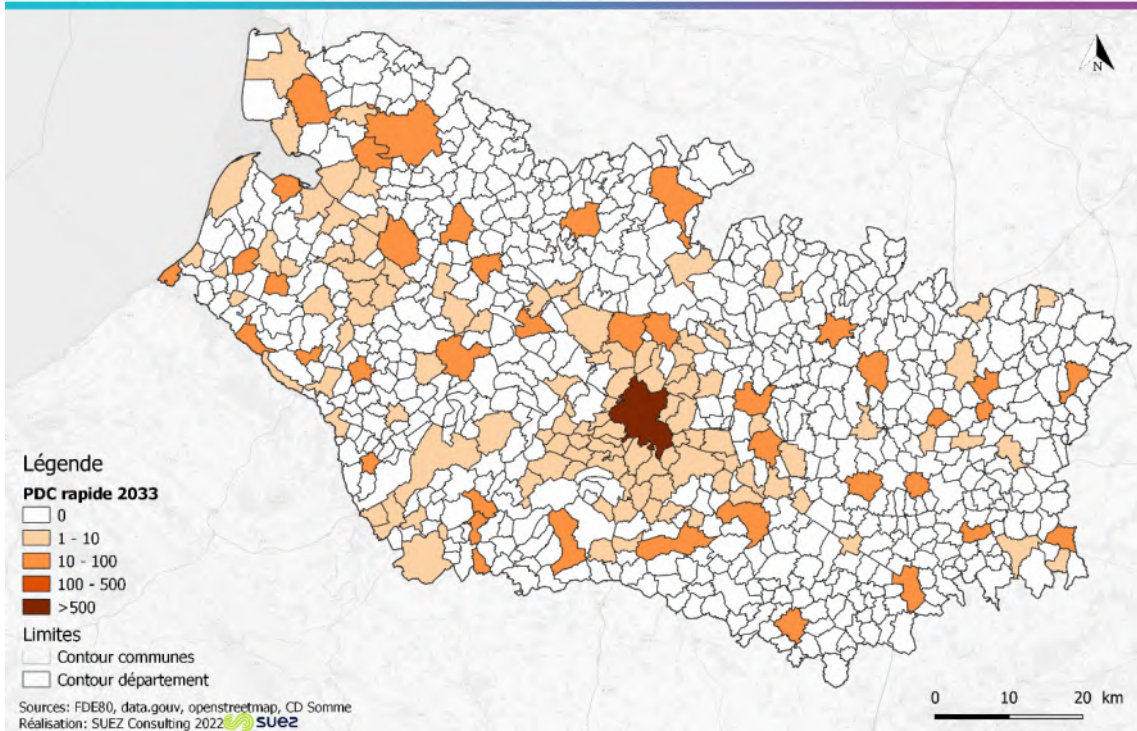 N
Légende
PDC rapide 2033
0
1 - 10
10 - 100
100 - 500
>500
Limites
Contour communes
Contour département
Sources: FDE80, data.gouv, openstreetmap, CD Somme
Réalisation: SUEZ Consulting 2022 suez
0 10 20 km